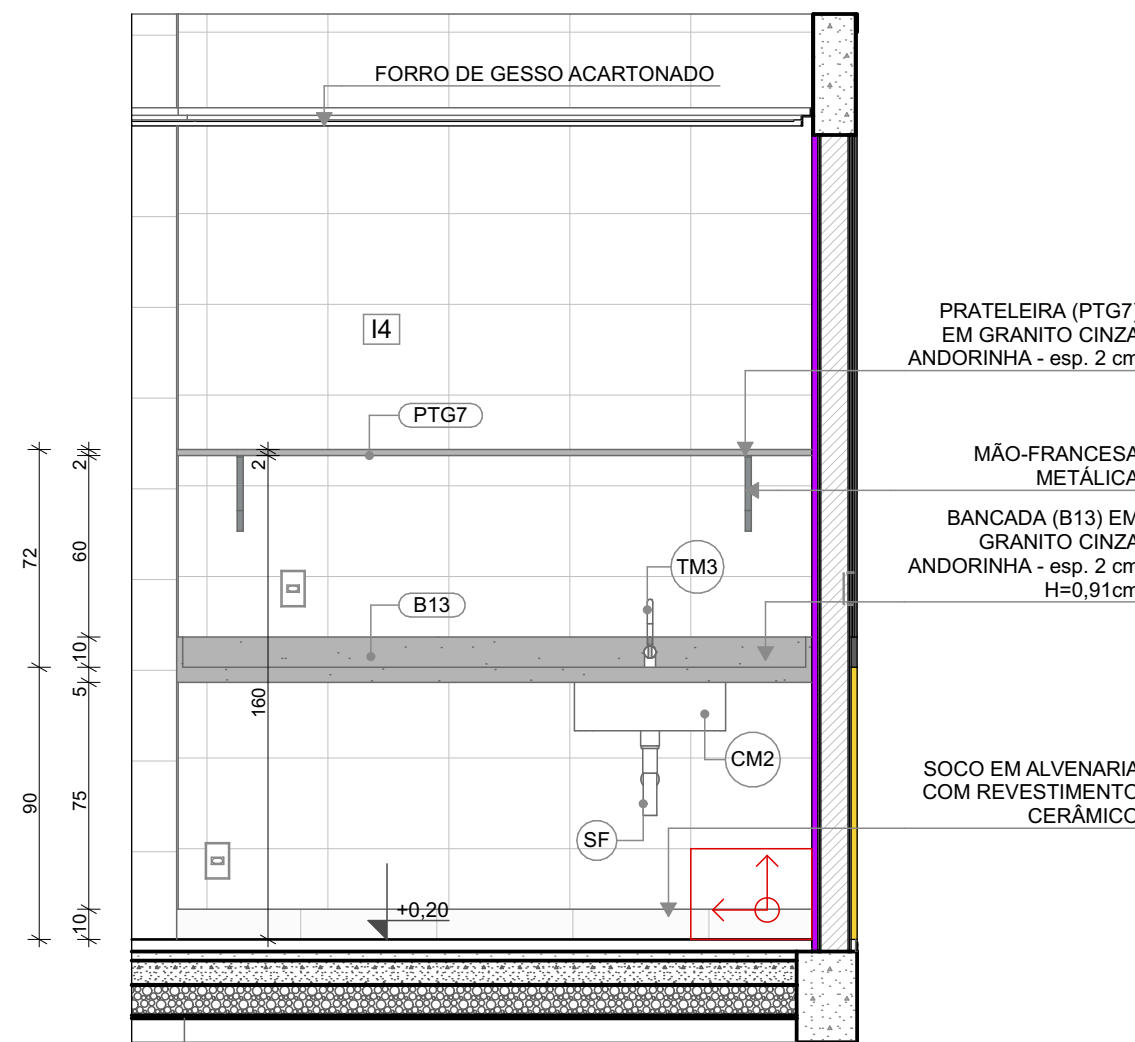 FORRO DE GESSO ACARTONADO
I4
PRATELEIRA (PTG7)
EM GRANITO CINZA
ANDORINHA - esp. 2 cm
PTG7
2
2
MÃO-FRANCESA
METÁLICA
BANCADA (B13) EM
GRANITO CINZA
ANDORINHA - esp. 2 cm
H=0,91cm
72
60
TM3
B13
10
5
160
CM2
SOCO EM ALVENARIA
COM REVESTIMENTO
CERÂMICO
90
75
SF
+0,20
10